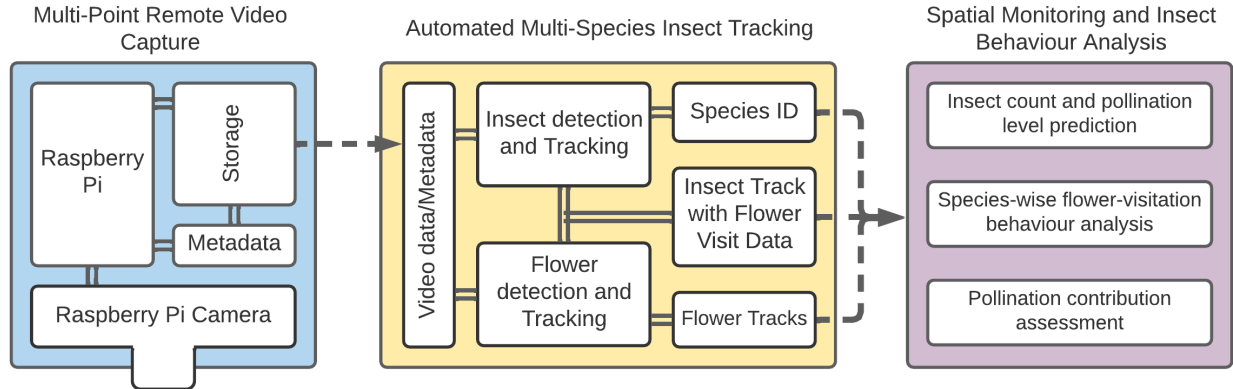 Multi-Point Remote Video
Capture
Raspberry
Pi
Storage
Metadata
Raspberry Pi Camera
Automated Multi-Species Insect Tracking
Video data/Metadata
Insect detection
and Tracking
Flower
detection and
Tracking
Species ID
Insect Track
with Flower
Visit Data
Flower Tracks
Spatial Monitoring and Insect
Behaviour Analysis
Insect count and pollination
level prediction
Species-wise flower-visitation
behaviour analysis
Pollination contribution
assessment